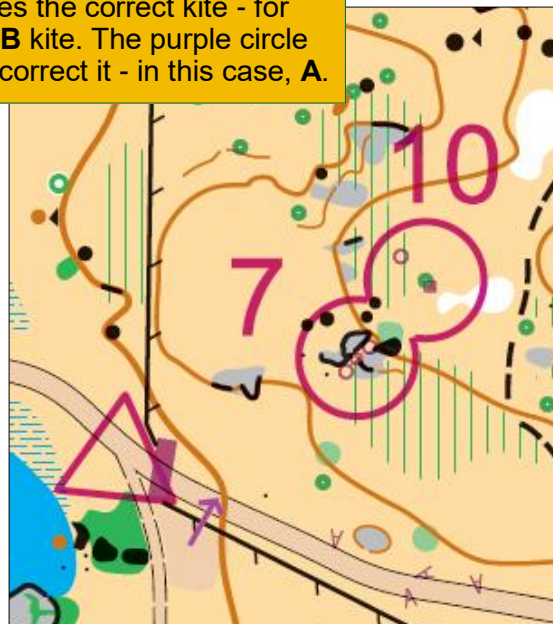 es the correct kite - for
B kite. The purple circle
correct it - in this case, A.
10
7